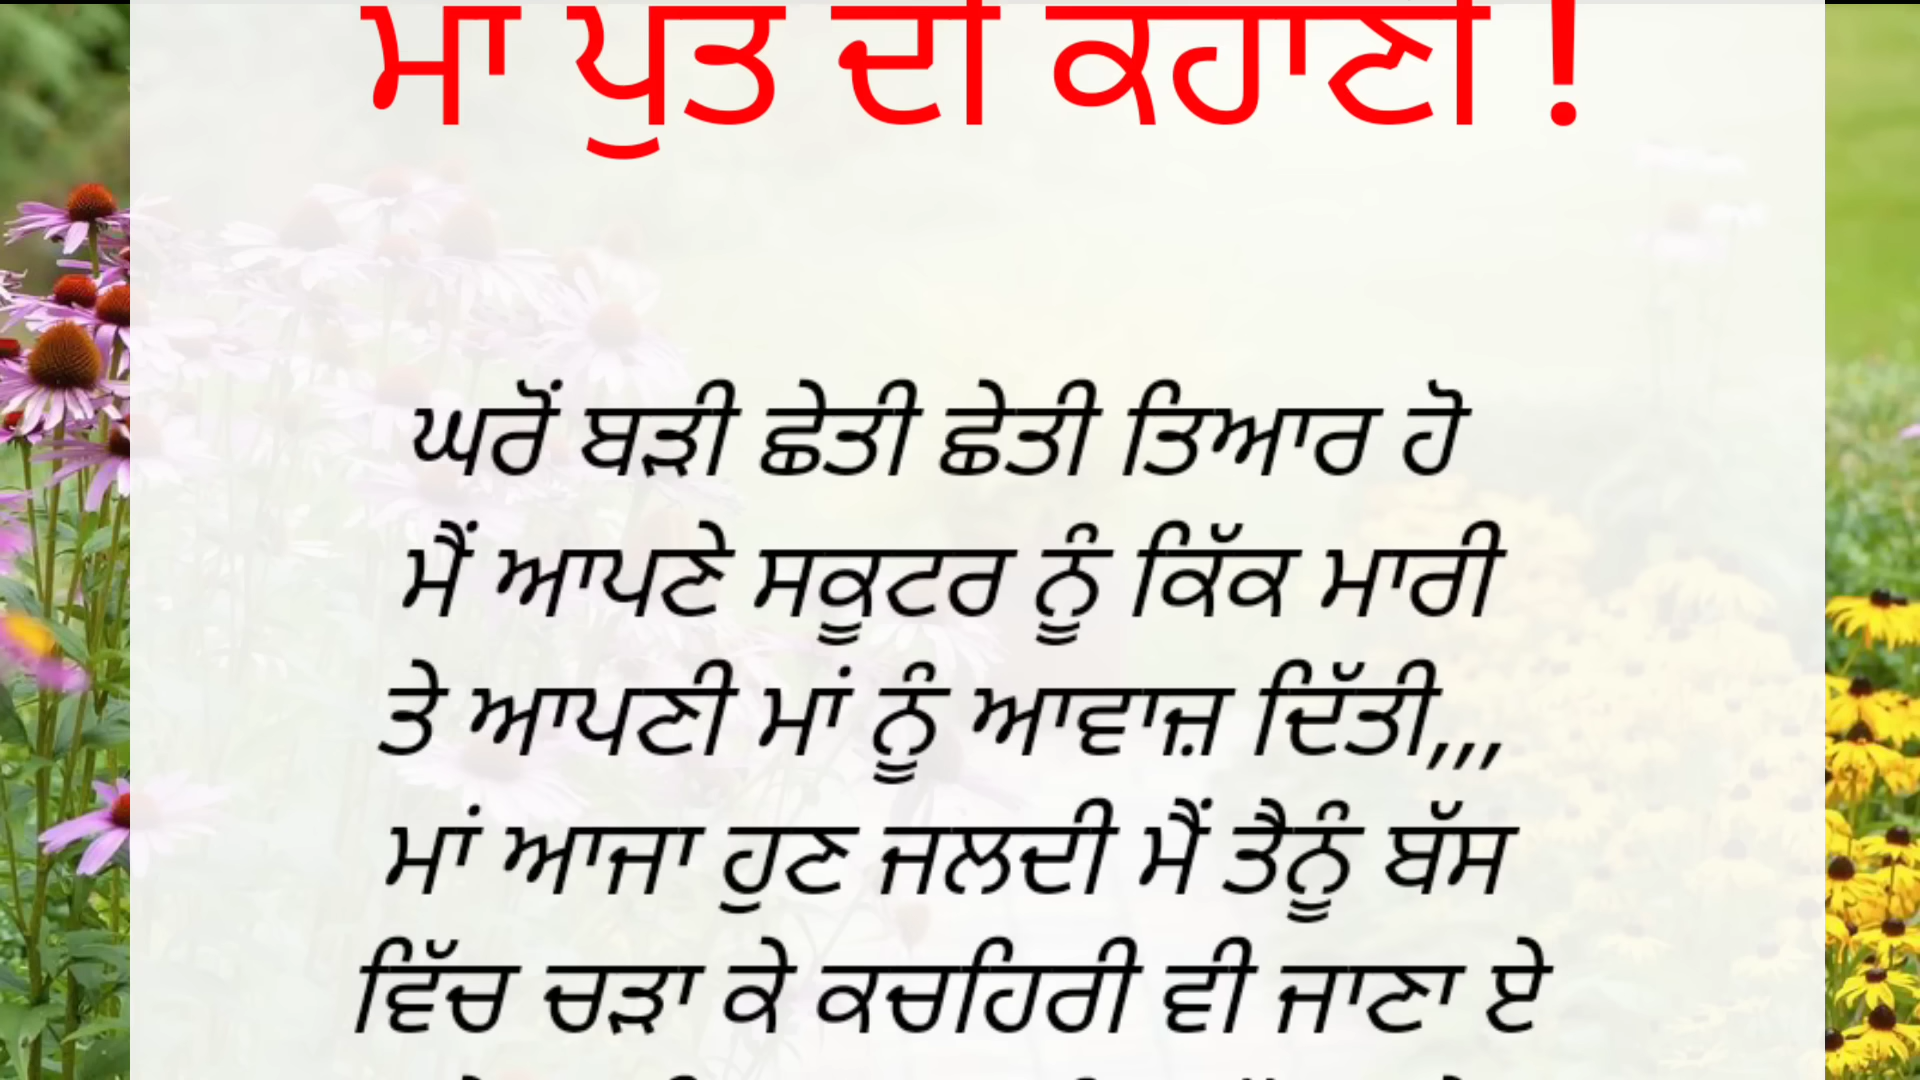 ਮਾਂ ਪੁੱਤ ਦੀ ਕਹਾਣੀ !
ਘਰੋਂ ਬੜੀ ਛੇਤੀ ਛੇਤੀ ਤਿਆਰ ਹੋ
ਮੈਂ ਆਪਣੇ ਸਕੂਟਰ ਨੂੰ ਕਿੱਕ ਮਾਰੀ
ਤੇ ਆਪਣੀ ਮਾਂ ਨੂੰ ਆਵਾਜ਼ ਦਿੱਤੀ,,,
ਮਾਂ ਆਜਾ ਹੁਣ ਜਲਦੀ ਮੈਂ ਤੈਨੂੰ ਬੱਸ
ਵਿੱਚ ਚੜਾ ਕੇ ਕਚਹਿਰੀ ਵੀ ਜਾਣਾ ਏ